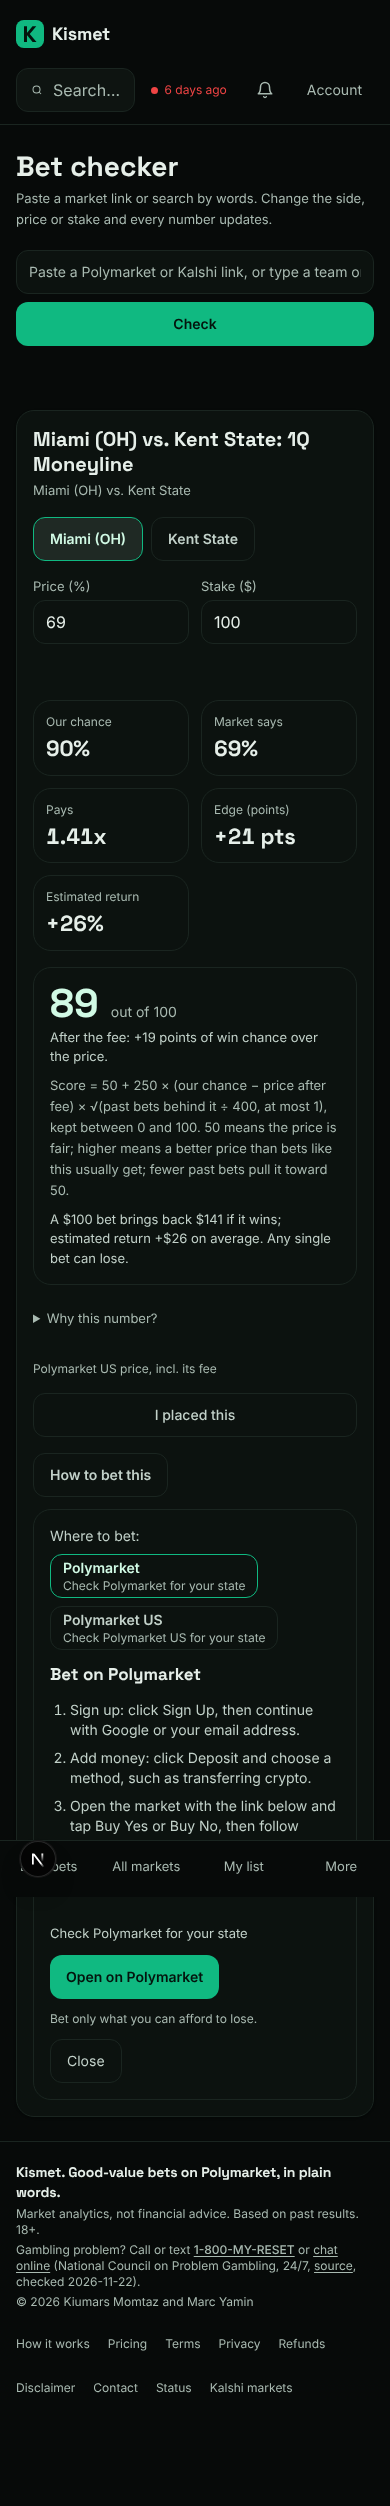 K Kismet
Search...
6 days ago
Account
Bet checker
Paste a market link or search by words. Change the side,
price or stake and every number updates.
Paste a Polymarket or Kalshi link, or type a team o
Check
Miami (OH) vs. Kent State: 1Q
Moneyline
Miami (OH) vs. Kent State
Miami (OH)
Kent State
Price (%)
Stake ($)
69
100
Our chance
90%
Market says
69%
Pays
1.41x
Edge (points)
+21 pts
Estimated return
+26%
89 out of 100
After the fee: +19 points of win chance over
the price.
Score = 50 + 250 × (our chance − price after
fee) × √(past bets behind it ÷ 400, at most 1),
kept between 0 and 100. 50 means the price is
fair; higher means a better price than bets like
this usually get; fewer past bets pull it toward
50.
A $100 bet brings back $141 if it wins;
estimated return +$26 on average. Any single
bet can lose.
Why this number?
Polymarket US price, incl. its fee
I placed this
How to bet this
Where to bet:
Polymarket
Check Polymarket for your state
Polymarket US
Check Polymarket US for your state
Bet on Polymarket
1. Sign up: click Sign Up, then continue
with Google or your email address.
2. Add money: click Deposit and choose a
method, such as transferring crypto.
3. Open the market with the link below and
tap Buy Yes or Buy No, then follow
N
bets
All markets
My list
More
Check Polymarket for your state
Open on Polymarket
Bet only what you can afford to lose.
Close
Kismet. Good-value bets on Polymarket, in plain
words.
Market analytics, not financial advice. Based on past results.
18+.
Gambling problem? Call or text 1-800-MY-RESET or chat
online (National Council on Problem Gambling, 24/7, source,
checked 2026-11-22).
© 2026 Kiumars Momtaz and Marc Yamin
How it works
Pricing
Terms
Privacy
Refunds
Disclaimer
Contact
Status
Kalshi markets